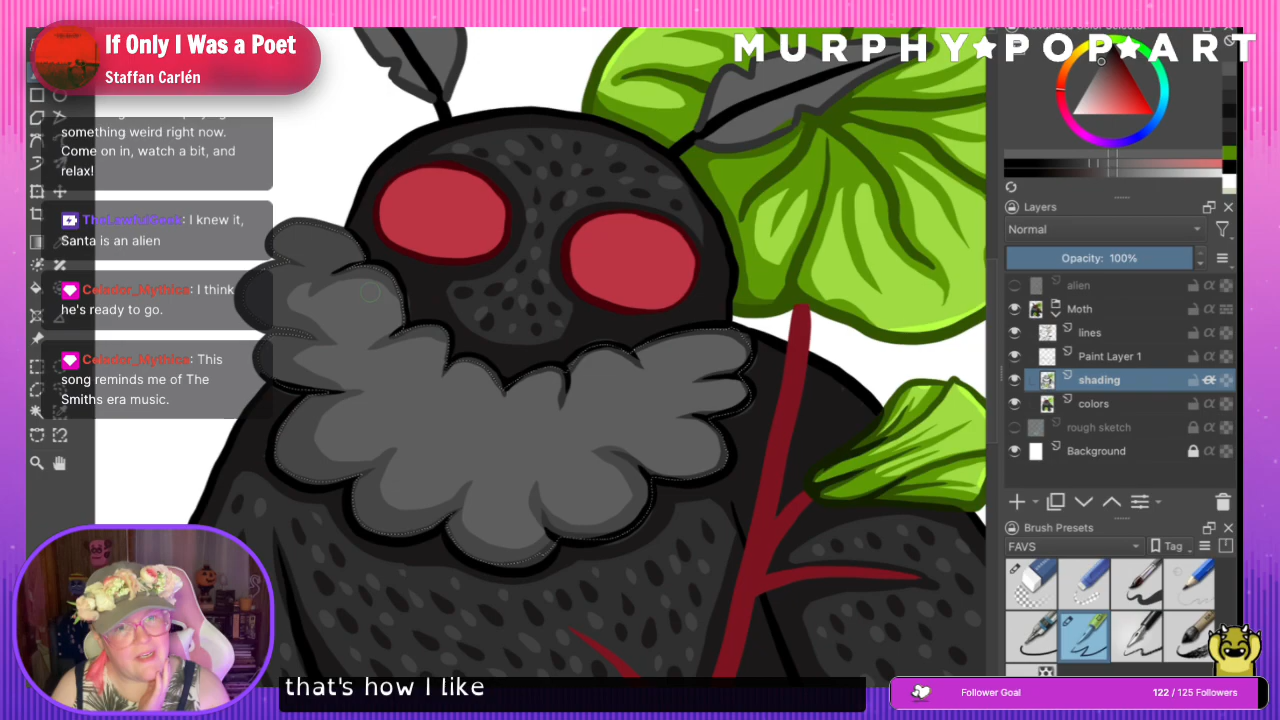 If Only I Was a Poet
Staffan Carlén
MURPHY★POP★ART
something weird right now.
Come on in, watch a bit, and
relax!
TheLawfulGeek: I knew it,
Santa is an alien
Celador_Mythica: I think
he's ready to go.
Celador_Mythica: This
song reminds me of The
Smiths era music.
Layers
Normal
Opacity: 100%
alien
Moth
lines
Paint Layer 1
shading
colors
rough sketch
Background
Brush Presets
FAVS
Tag
that's how I like
Follower Goal
122 / 125 Followers